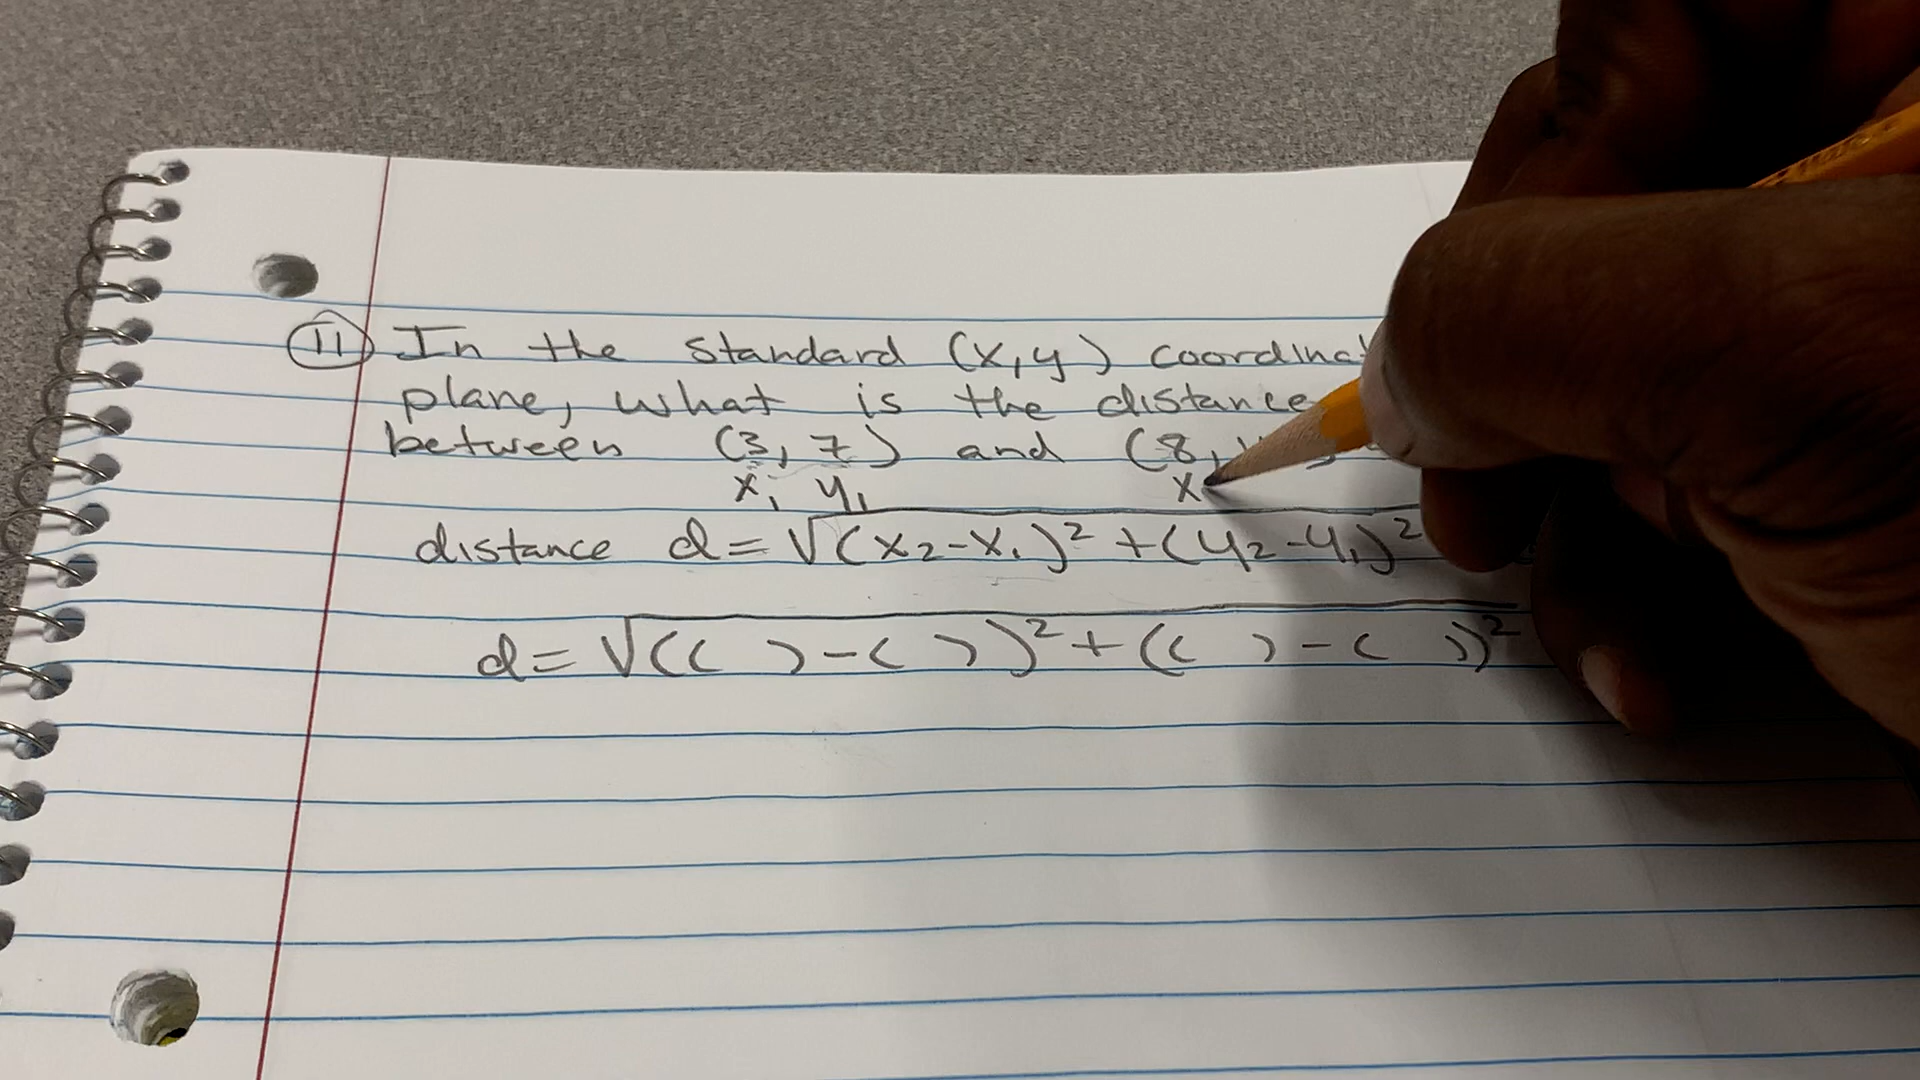 11 In the standard (x,y) coordinat
plane, what is the distance
between (3, 7) and (8,
x₁ y₁ x
distance d = √(x₂-x₁)² + (y₂-y₁)²
d = √(( ) - ( ))² + (( ) - ( ))²